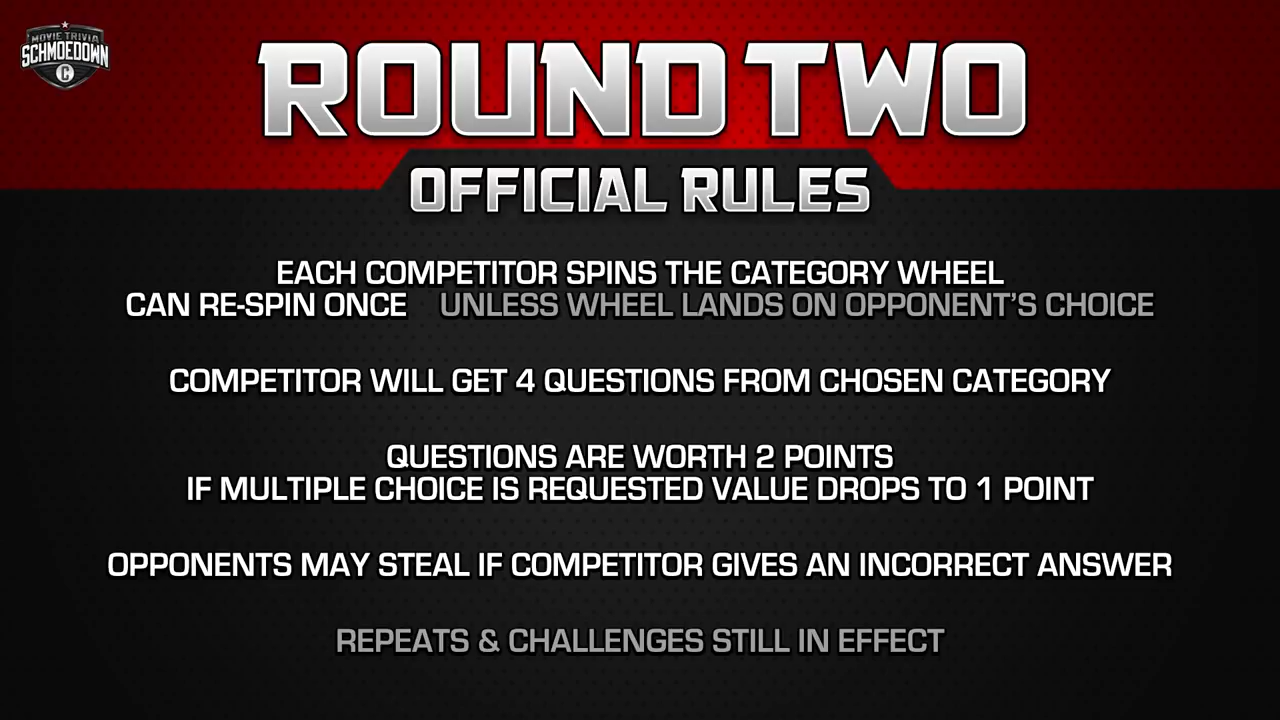 MOVIE TRIVIA
SCHMOEDOWN
C
ROUND TWO
OFFICIAL RULES
EACH COMPETITOR SPINS THE CATEGORY WHEEL
CAN RE-SPIN ONCE UNLESS WHEEL LANDS ON OPPONENT'S CHOICE
COMPETITOR WILL GET 4 QUESTIONS FROM CHOSEN CATEGORY
QUESTIONS ARE WORTH 2 POINTS
IF MULTIPLE CHOICE IS REQUESTED VALUE DROPS TO 1 POINT
OPPONENTS MAY STEAL IF COMPETITOR GIVES AN INCORRECT ANSWER
REPEATS & CHALLENGES STILL IN EFFECT